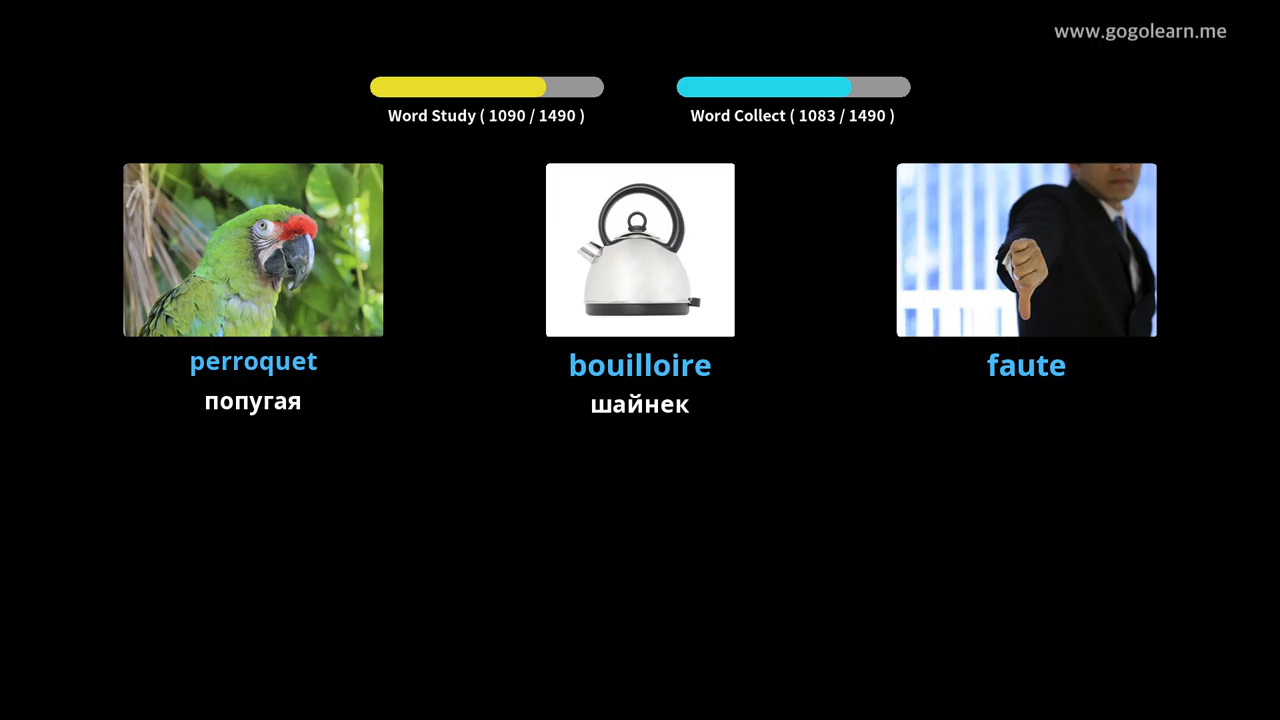 www.gogolearn.me
Word Study ( 1090 / 1490 )
Word Collect ( 1083 / 1490 )
perroquet
bouilloire
faute
попугая
шайнек